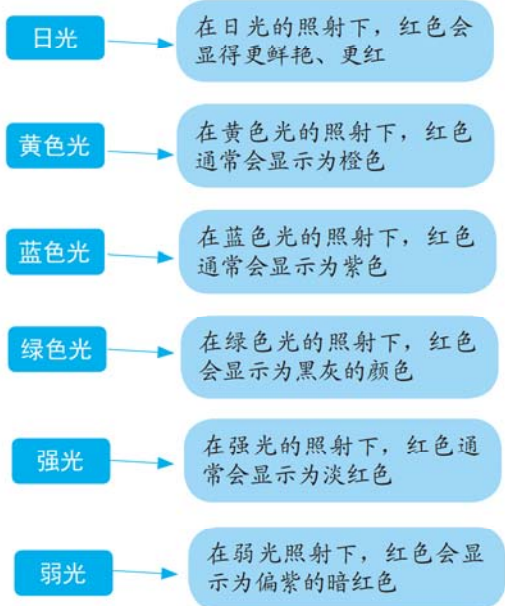 日光
在日光的照射下，红色会
显得更鲜艳、更红
黄色光
在黄色光的照射下，红色
通常会显示为橙色
蓝色光
在蓝色光的照射下，红色
通常会显示为紫色
绿色光
在绿色光的照射下，红色
会显示为黑灰的颜色
强光
在强光的照射下，红色通
常会显示为淡红色
弱光
在弱光照射下，红色会显
示为偏紫的暗红色